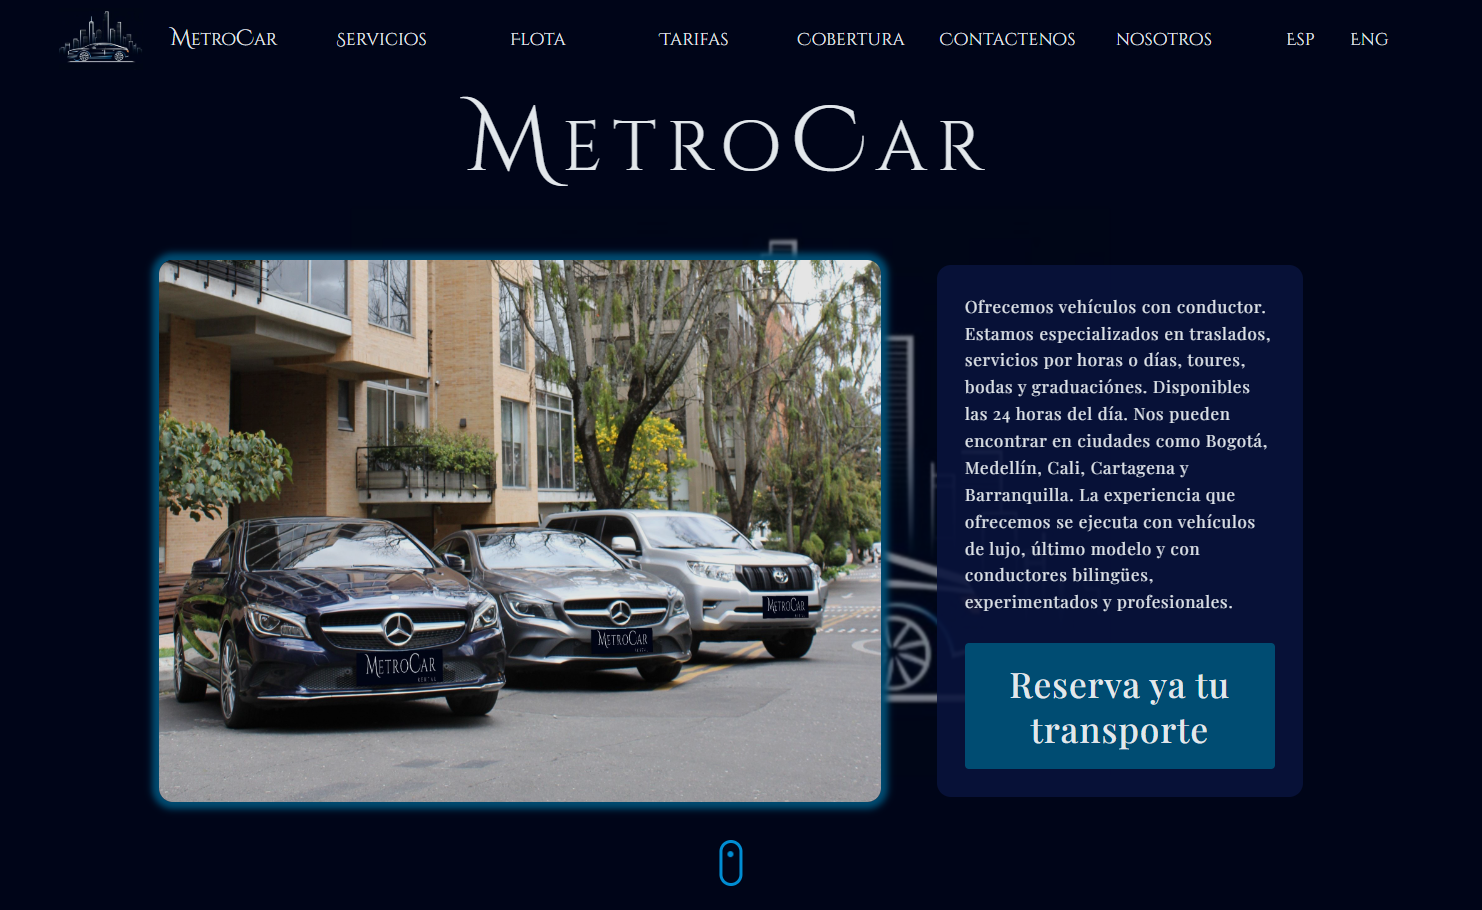 MetroCar
Servicios
Flota
Tarifas
Cobertura
Contactenos
Nosotros
Esp
Eng
MetroCar
Ofrecemos vehículos con conductor.
Estamos especializados en traslados,
servicios por horas o días, toures,
bodas y graduaciónes. Disponibles
las 24 horas del día. Nos pueden
encontrar en ciudades como Bogotá,
Medellín, Cali, Cartagena y
Barranquilla. La experiencia que
ofrecemos se ejecuta con vehículos
de lujo, último modelo y con
conductores bilingües,
experimentados y profesionales.
Reserva ya tu
transporte
MetroCar
MetroCar
RENTAL
MetroCar
RENTAL